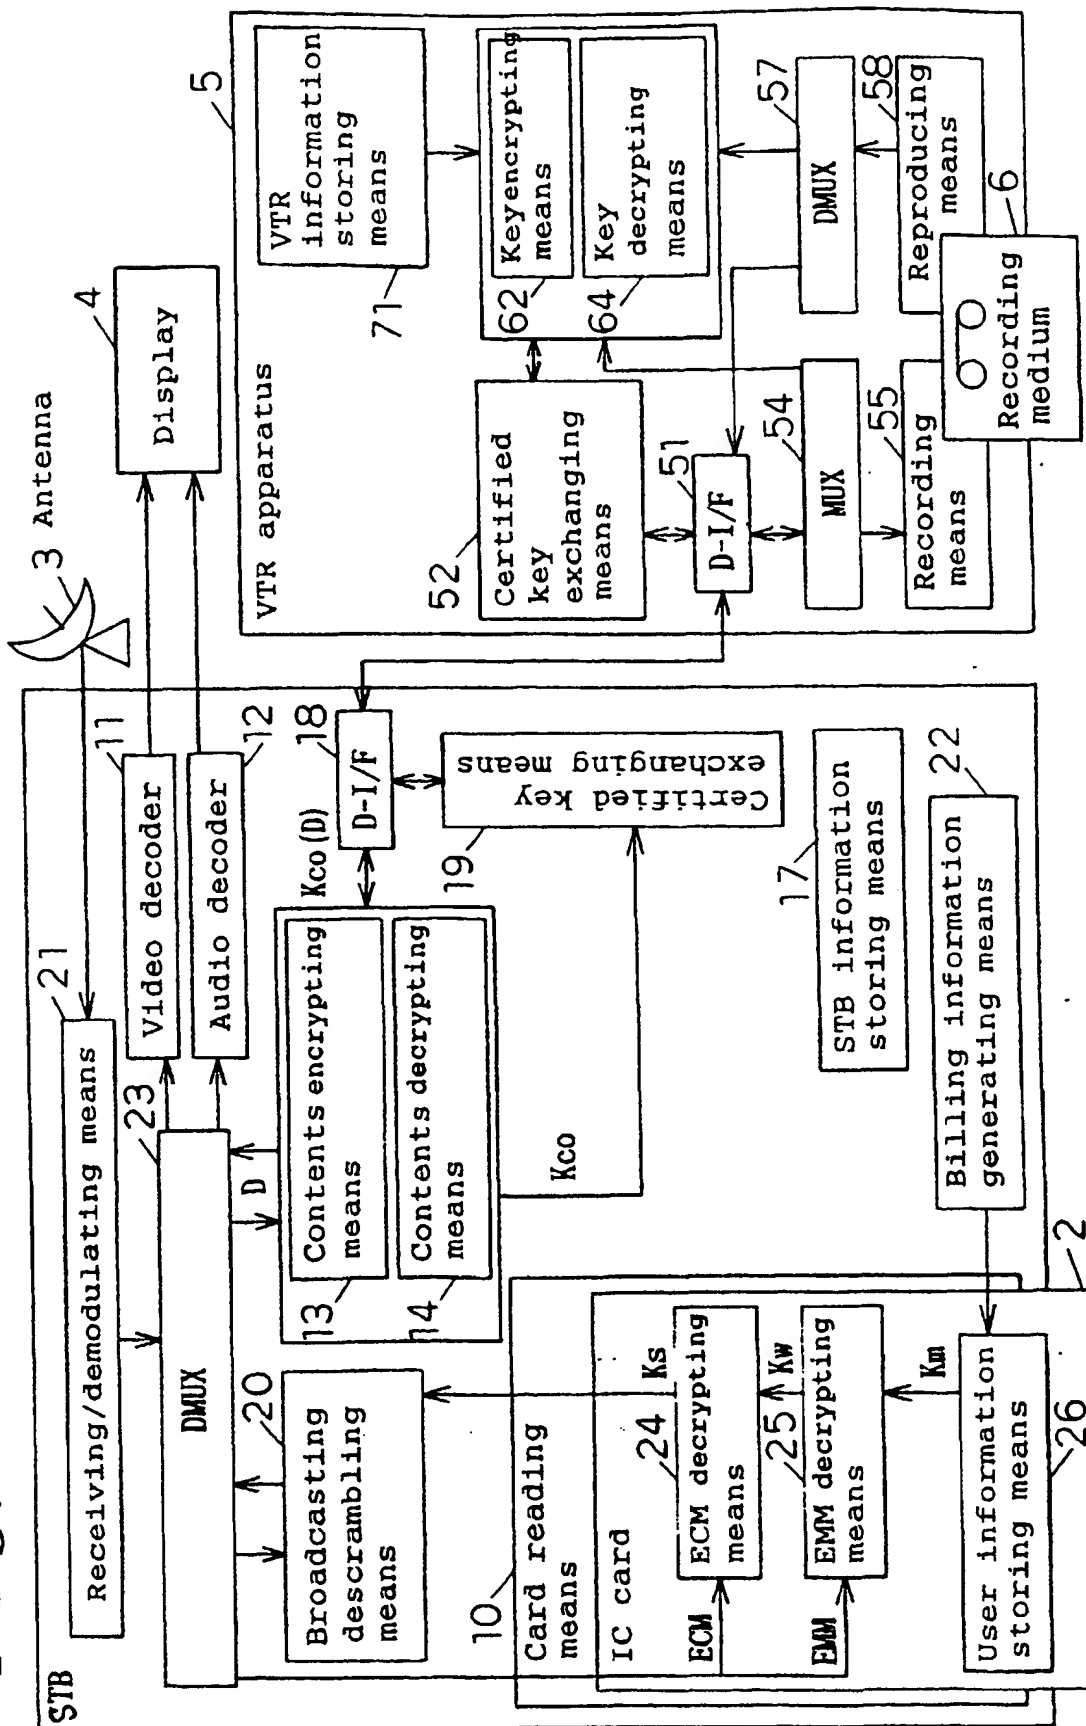 STB
21
Receiving/demodulating means
3 Antenna
4
Display
23
DMUX
11
Video decoder
12
Audio decoder
20
Broadcasting
descrambling
means
D
13
Contents encrypting
means
14
Contents decrypting
means
Kco(D)
18
D-I/F
19
Certified key
exchanging means
Kco
10
Card reading
means
2
IC card
ECM
EMM
24
ECM decrypting
means
Ks
25
EMM decrypting
means
Kw
Km
26
User information
storing means
17
STB information
storing means
22
Billing information
generating means
5
VTR apparatus
71
VTR
information
storing
means
52
Certified
key
exchanging
means
62
Key encrypting
means
64
Key
decrypting
means
51
D-I/F
54
MUX
57
DMUX
55
Recording
means
58
Reproducing
means
6
Recording
medium